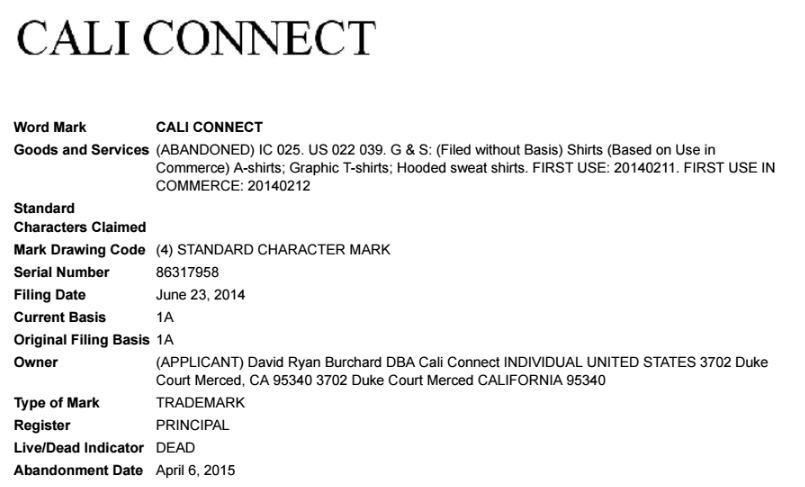 CALI CONNECT
Word Mark CALI CONNECT
Goods and Services (ABANDONED) IC 025. US 022 039. G & S: (Filed without Basis) Shirts (Based on Use in
Commerce) A-shirts; Graphic T-shirts; Hooded sweat shirts. FIRST USE: 20140211. FIRST USE IN
COMMERCE: 20140212
Standard
Characters Claimed
Mark Drawing Code (4) STANDARD CHARACTER MARK
Serial Number 86317958
Filing Date June 23, 2014
Current Basis 1A
Original Filing Basis 1A
Owner (APPLICANT) David Ryan Burchard DBA Cali Connect INDIVIDUAL UNITED STATES 3702 Duke
Court Merced, CA 95340 3702 Duke Court Merced CALIFORNIA 95340
Type of Mark TRADEMARK
Register PRINCIPAL
Live/Dead Indicator DEAD
Abandonment Date April 6, 2015